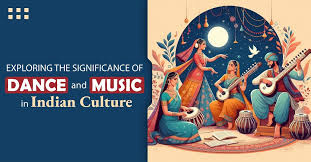 EXPLORING THE SIGNIFICANCE OF
DANCE and MUSIC
in Indian Culture